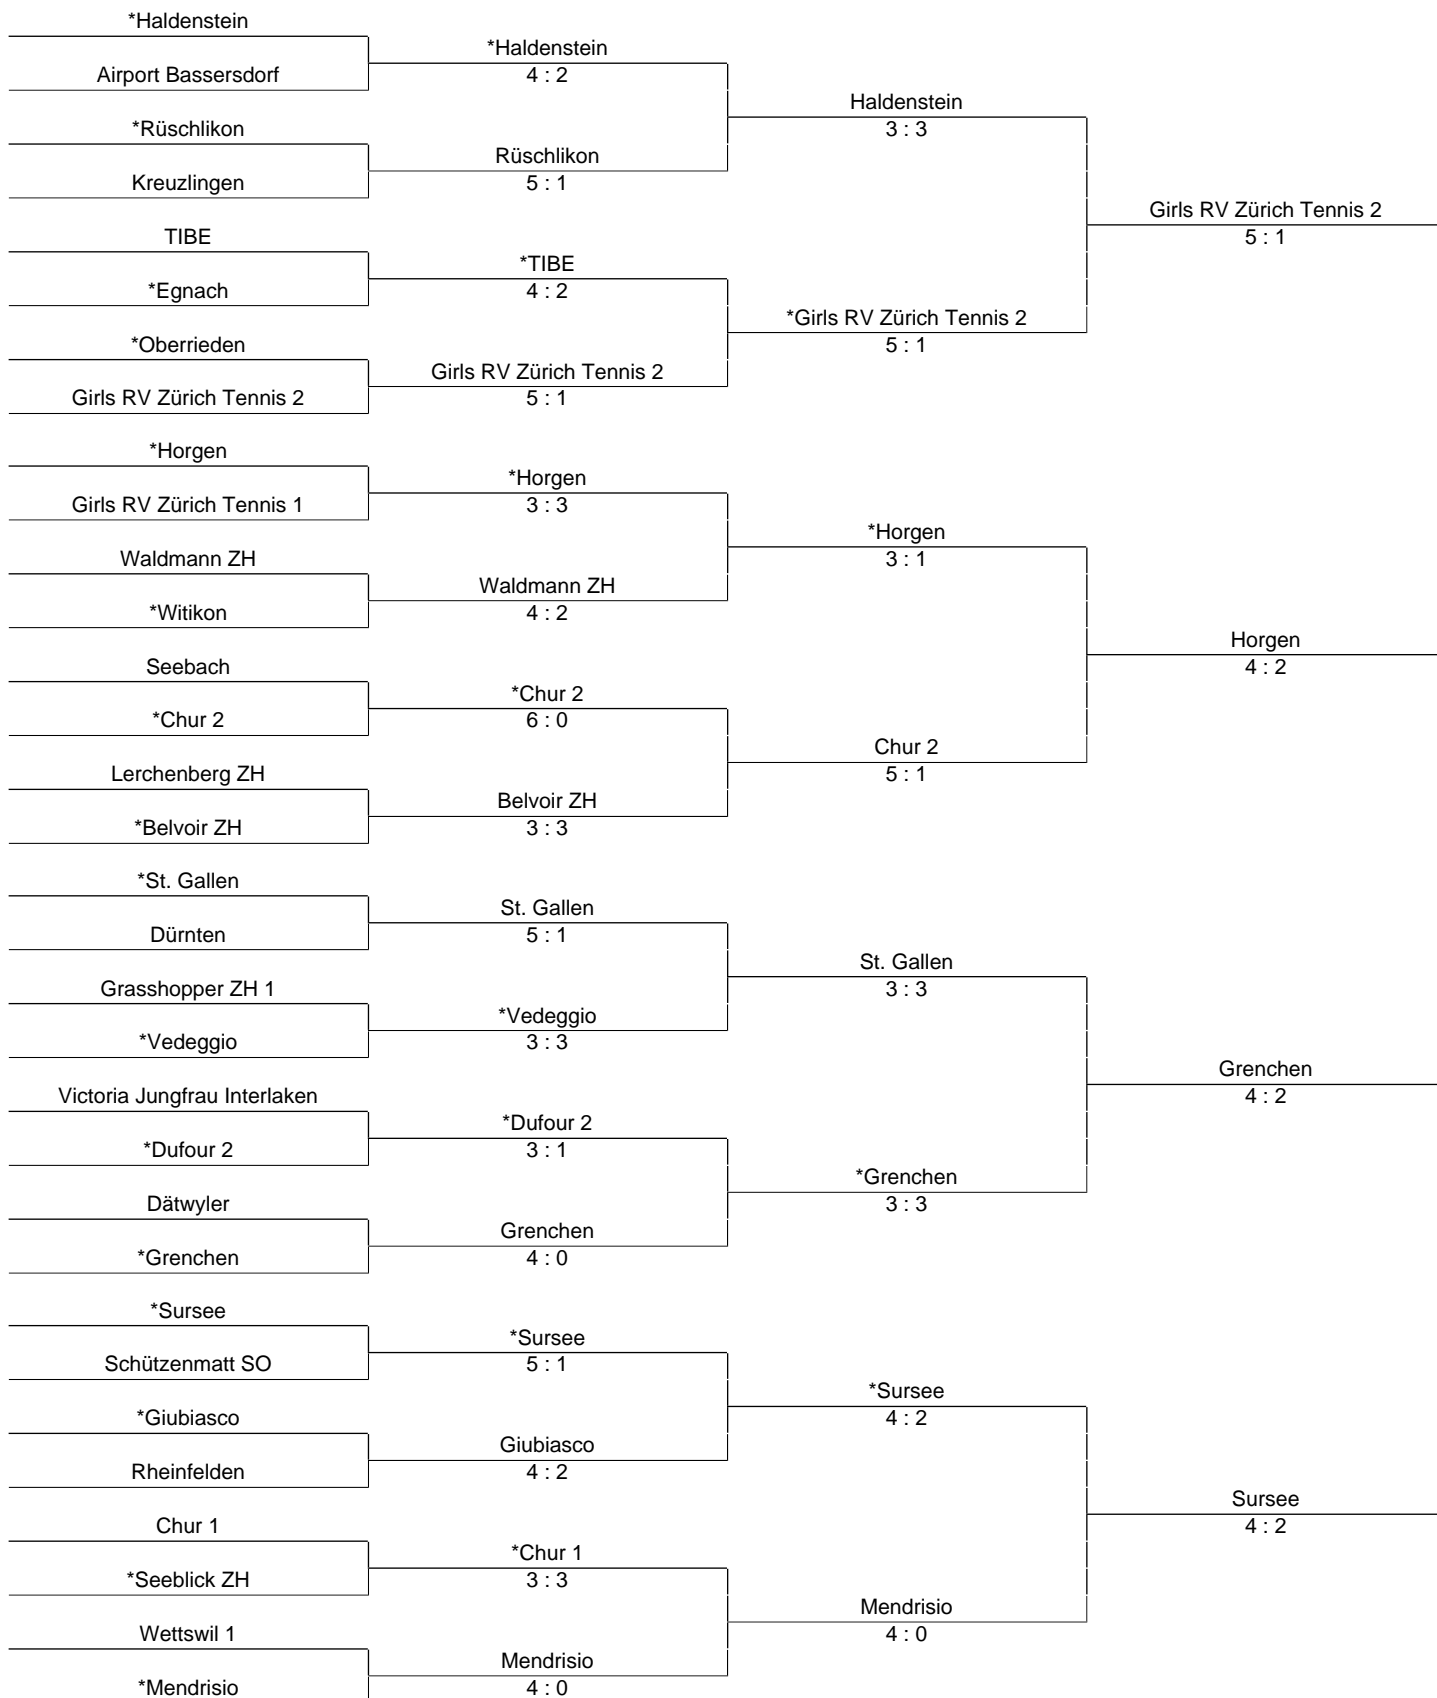 *Haldenstein
Airport Bassersdorf
*Rüschlikon
Kreuzlingen
TIBE
*Egnach
*Oberrieden
Girls RV Zürich Tennis 2
*Horgen
Girls RV Zürich Tennis 1
Waldmann ZH
*Witikon
Seebach
*Chur 2
Lerchenberg ZH
*Belvoir ZH
*St. Gallen
Dürnten
Grasshopper ZH 1
*Vedeggio
Victoria Jungfrau Interlaken
*Dufour 2
Dätwyler
*Grenchen
*Sursee
Schützenmatt SO
*Giubiasco
Rheinfelden
Chur 1
*Seeblick ZH
Wettswil 1
*Mendrisio
*Haldenstein
4 : 2
Rüschlikon
5 : 1
*TIBE
4 : 2
Girls RV Zürich Tennis 2
5 : 1
*Horgen
3 : 3
Waldmann ZH
4 : 2
*Chur 2
6 : 0
Belvoir ZH
3 : 3
St. Gallen
5 : 1
*Vedeggio
3 : 3
*Dufour 2
3 : 1
Grenchen
4 : 0
*Sursee
5 : 1
Giubiasco
4 : 2
*Chur 1
3 : 3
Mendrisio
4 : 0
Haldenstein
3 : 3
*Girls RV Zürich Tennis 2
5 : 1
*Horgen
3 : 1
Chur 2
5 : 1
St. Gallen
3 : 3
*Grenchen
3 : 3
*Sursee
4 : 2
Mendrisio
4 : 0
Girls RV Zürich Tennis 2
5 : 1
Horgen
4 : 2
Grenchen
4 : 2
Sursee
4 : 2